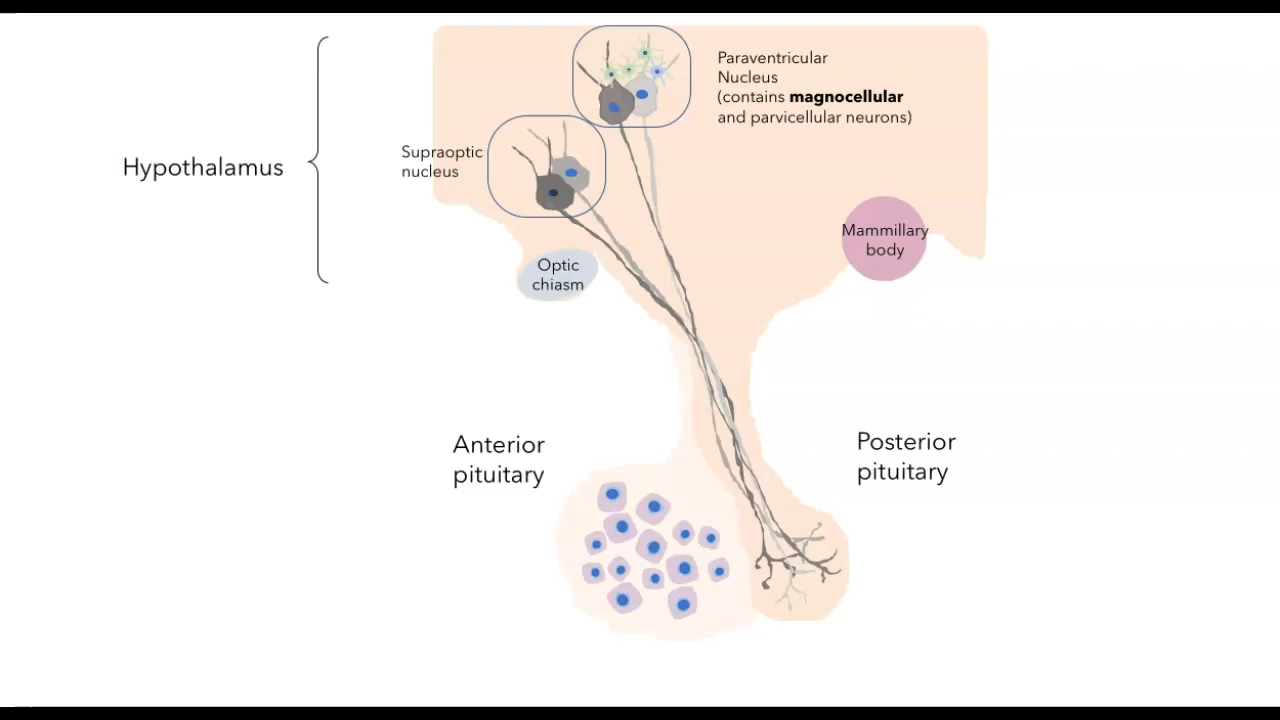 Hypothalamus
Supraoptic
nucleus
Paraventricular
Nucleus
(contains magnocellular
and parvicellular neurons)
Optic
chiasm
Mammillary
body
Anterior
pituitary
Posterior
pituitary